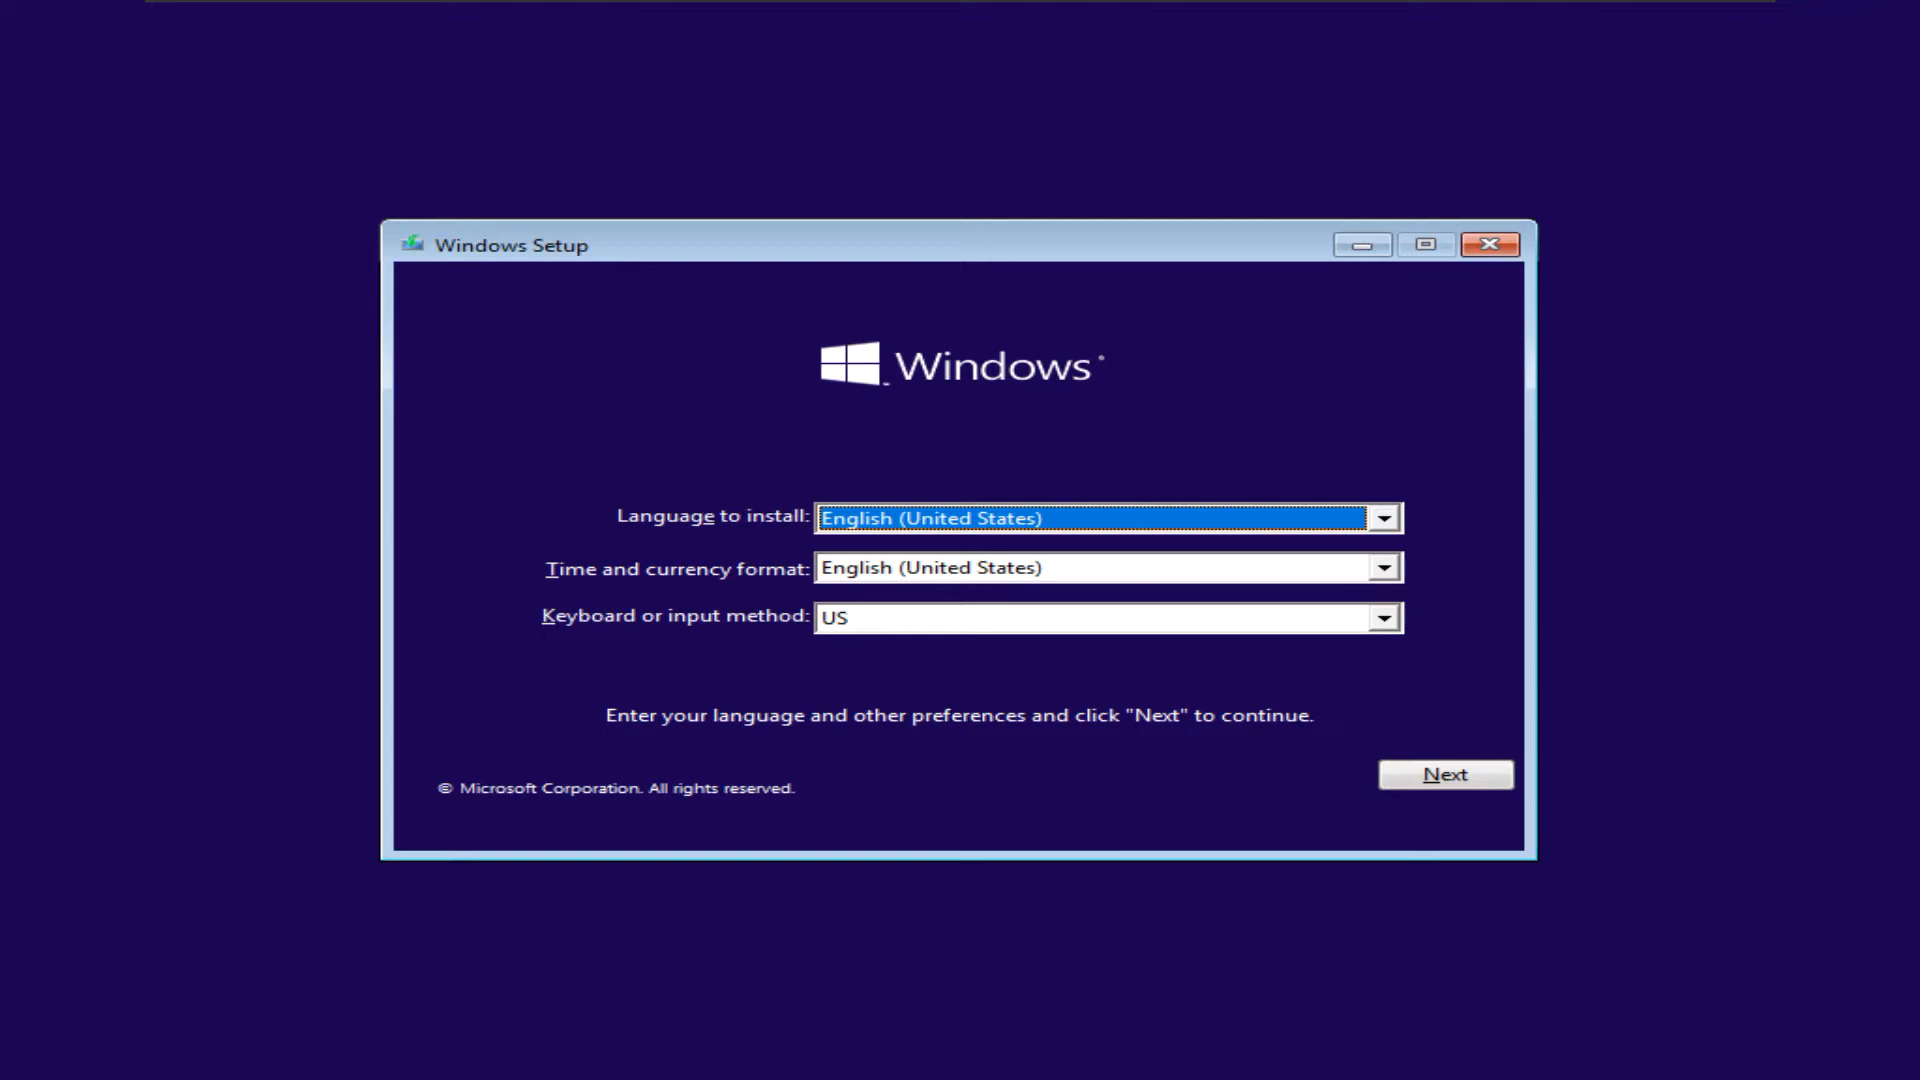 Windows Setup
Windows
Language to install: English (United States)
Time and currency format: English (United States)
Keyboard or input method: US
Enter your language and other preferences and click "Next" to continue.
Next
© Microsoft Corporation. All rights reserved.